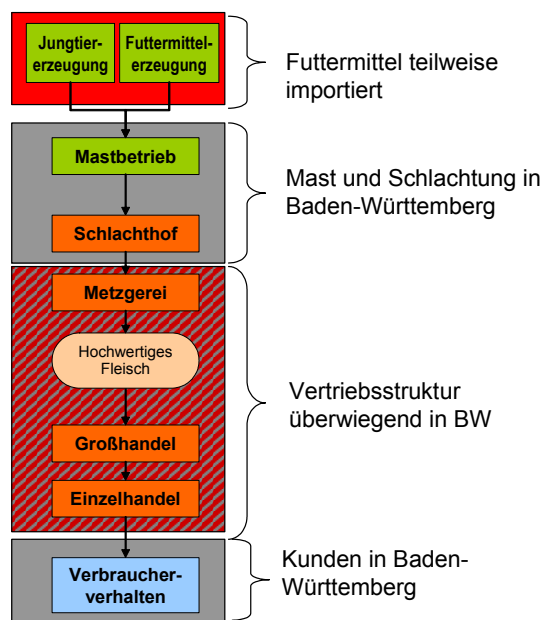 Jungtier-
erzeugung
Futtermittel-
erzeugung
Futtermittel teilweise
importiert
Mastbetrieb
Schlachthof
Mast und Schlachtung in
Baden-Württemberg
Metzgerei
Hochwertiges
Fleisch
Großhandel
Einzelhandel
Vertriebsstruktur
überwiegend in BW
Verbraucher-
verhalten
Kunden in Baden-
Württemberg